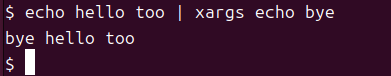 $ echo hello too | xargs echo bye
bye hello too
$